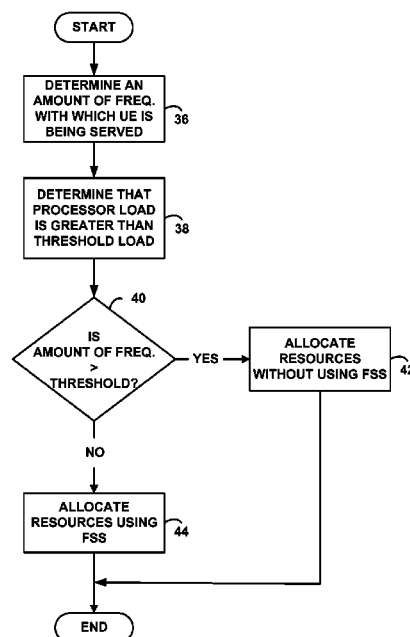 START
DETERMINE AN
AMOUNT OF FREQ.
WITH WHICH UE IS
BEING SERVED
36
DETERMINE THAT
PROCESSOR LOAD
IS GREATER THAN
THRESHOLD LOAD
38
40
IS
AMOUNT OF FREQ.
>
THRESHOLD?
YES
ALLOCATE
RESOURCES
WITHOUT USING FSS
42
NO
ALLOCATE
RESOURCES USING
FSS
44
END